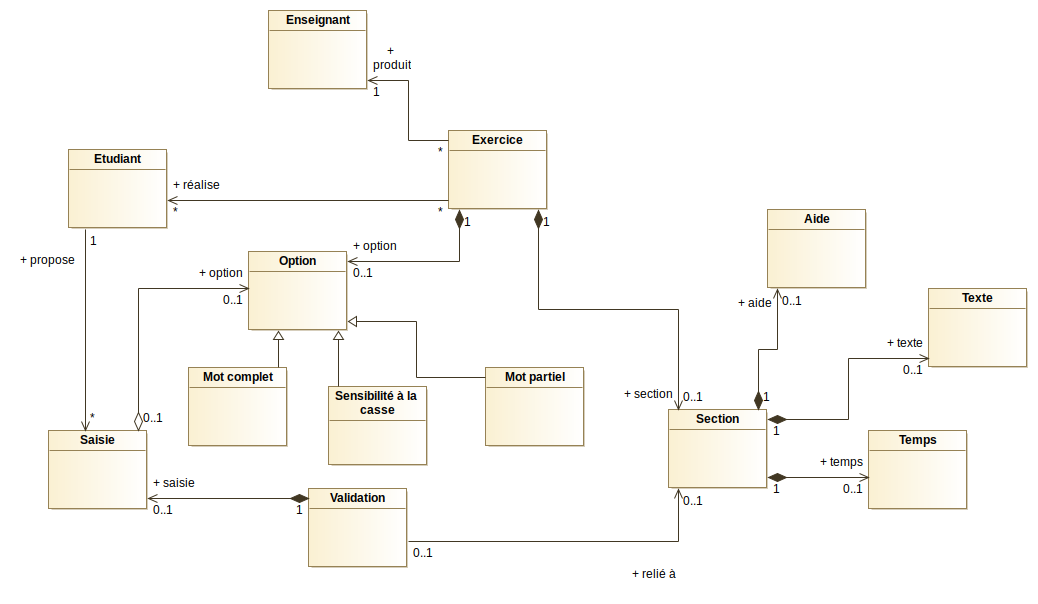 Enseignant
+
produit
1
Exercice
*
Etudiant
+ réalise
*
*
1
1
1
+ propose
Aide
+ option
0..1
Option
+ option
0..1
+ aide
0..1
Texte
+ texte
0..1
Mot complet
Sensibilité à la
casse
Mot partiel
+ section
0..1
1
*
0..1
Saisie
Section
1
Temps
+ temps
1
0..1
+ saisie
0..1
1
Validation
0..1
0..1
+ relié à